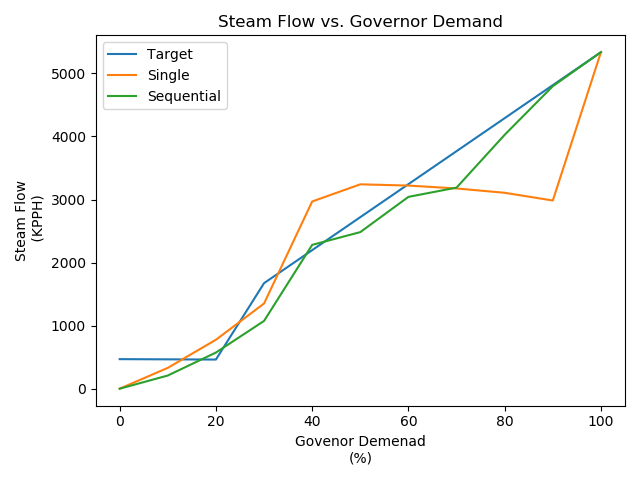 Steam Flow vs. Governor Demand
Target
Single
Sequential
5000
4000
3000
2000
1000
0
Steam Flow
(KPPH)
0 20 40 60 80 100
Govenor Demenad
(%)